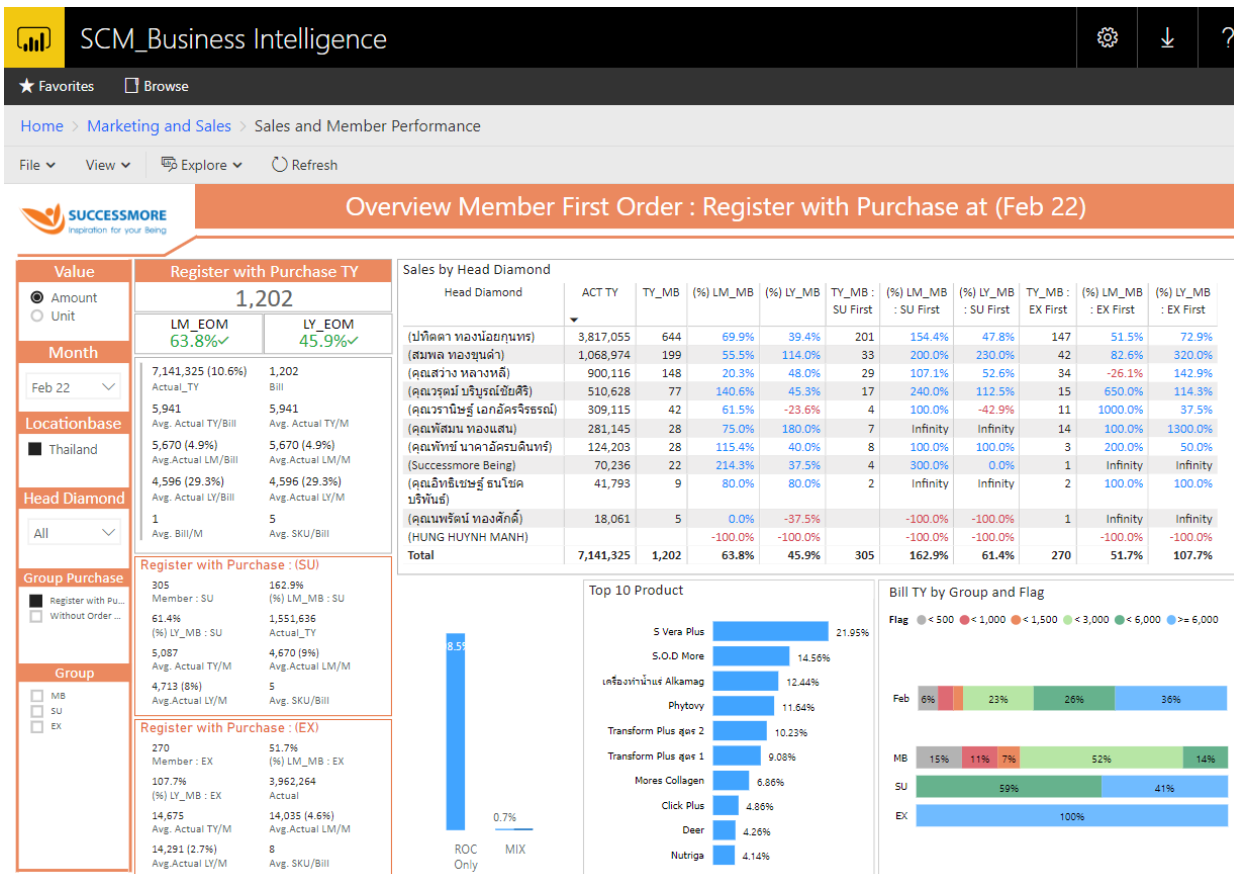 SCM_Business Intelligence
?
Favorites Browse
Home > Marketing and Sales > Sales and Member Performance
File View Explore Refresh
SUCCESSMORE
Inspiration for your Being
Overview Member First Order : Register with Purchase at (Feb 22)
Value
Amount
Unit
Month
Feb 22
Locationbase
Thailand
Head Diamond
All
Group Purchase
Register with Pu...
Without Order ...
Group
MB
SU
EX
Register with Purchase TY
1,202
LM_EOM LY_EOM
63.8% 45.9%
7,141,325 (10.6%) 1,202
Actual_TY Bill
5,941 5,941
Avg. Actual TY/Bill Avg. Actual TY/M
5,670 (4.9%) 5,670 (4.9%)
Avg.Actual LM/Bill Avg.Actual LM/M
4,596 (29.3%) 4,596 (29.3%)
Avg. Actual LY/Bill Avg.Actual LY/M
1 5
Avg. Bill/M Avg. SKU/Bill
Register with Purchase : (SU)
305 162.9%
Member : SU (%) LM_MB : SU
61.4% 1,551,636
(%) LY_MB : SU Actual_TY
5,087 4,670 (9%)
Avg. Actual TY/M Avg.Actual LM/M
4,713 (8%) 5
Avg.Actual LY/M Avg. SKU/Bill
Register with Purchase : (EX)
270 51.7%
Member : EX (%) LM_MB : EX
107.7% 3,962,264
(%) LY_MB : EX Actual
14,675 14,035 (4.6%)
Avg. Actual TY/M Avg.Actual LM/M
14,291 (2.7%) 8
Avg.Actual LY/M Avg. SKU/Bill
Sales by Head Diamond
Head Diamond ACT TY TY_MB (%) LM_MB (%) LY_MB TY_MB : SU First (%) LM_MB : SU First (%) LY_MB : SU First TY_MB : EX First (%) LM_MB : EX First (%) LY_MB : EX First
(ปทิตตา ทองน้อยกุนทร) 3,817,055 644 69.9% 39.4% 201 154.4% 47.8% 147 51.5% 72.9%
(สมพล ทองขุนดำ) 1,068,974 199 55.5% 114.0% 33 200.0% 230.0% 42 82.6% 320.0%
(คุณสว่าง หลางหลี) 900,116 148 20.3% 48.0% 29 107.1% 52.6% 34 -26.1% 142.9%
(คุณวรุตม์ บริบูรณ์ชัยศิริ) 510,628 77 140.6% 45.3% 17 240.0% 112.5% 15 650.0% 114.3%
(คุณวรานิษฐ์ เอกอัครจิรธรณ์) 309,115 42 61.5% -23.6% 4 100.0% -42.9% 11 1000.0% 37.5%
(คุณพัสมน ทองแสน) 281,145 28 75.0% 180.0% 7 Infinity Infinity 14 100.0% 1300.0%
(คุณพัทช์ นาคาอัครบดินทร์) 124,203 28 115.4% 40.0% 8 100.0% 100.0% 3 200.0% 50.0%
(Successmore Being) 70,236 22 214.3% 37.5% 4 300.0% 0.0% 1 Infinity Infinity
(คุณอิทธิเชษฐ์ ธนโชค 41,793 9 80.0% 80.0% 2 Infinity Infinity 2 100.0% 100.0%
บริพันธ์)
(คุณนพรัตน์ ทองศักดิ์) 18,061 5 0.0% -37.5% -100.0% -100.0% 1 Infinity Infinity
(HUNG HUYNH MANH) -100.0% -100.0% -100.0% -100.0% -100.0% -100.0%
Total 7,141,325 1,202 63.8% 45.9% 305 162.9% 61.4% 270 51.7% 107.7%
0.7%
ROC Only MIX
Top 10 Product
S Vera Plus 21.95%
S.O.D More 14.56%
เครื่องทำน้ำแร่ Alkamag 12.44%
Phytovy 11.64%
Transform Plus สูตร 2 10.23%
Transform Plus สูตร 1 9.08%
Mores Collagen 6.86%
Click Plus 4.86%
Deer 4.26%
Nutriga 4.14%
Bill TY by Group and Flag
Flag < 500 < 1,000 < 1,500 < 3,000 < 6,000 >= 6,000
Feb 6% 23% 26% 36%
MB 15% 11% 7% 52% 14%
SU 59% 41%
EX 100%